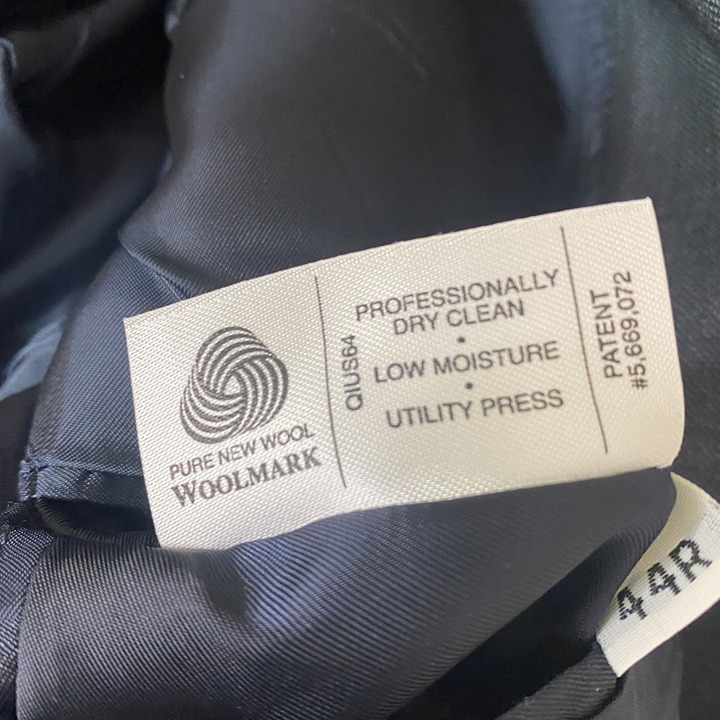 PURE NEW WOOL
WOOLMARK
QIUS64
PROFESSIONALLY
DRY CLEAN
•
LOW MOISTURE
•
UTILITY PRESS
PATENT
#5,669,072
44R